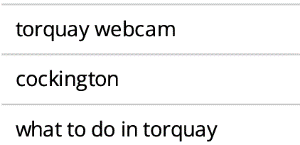 torquay webcam
cockington
what to do in torquay